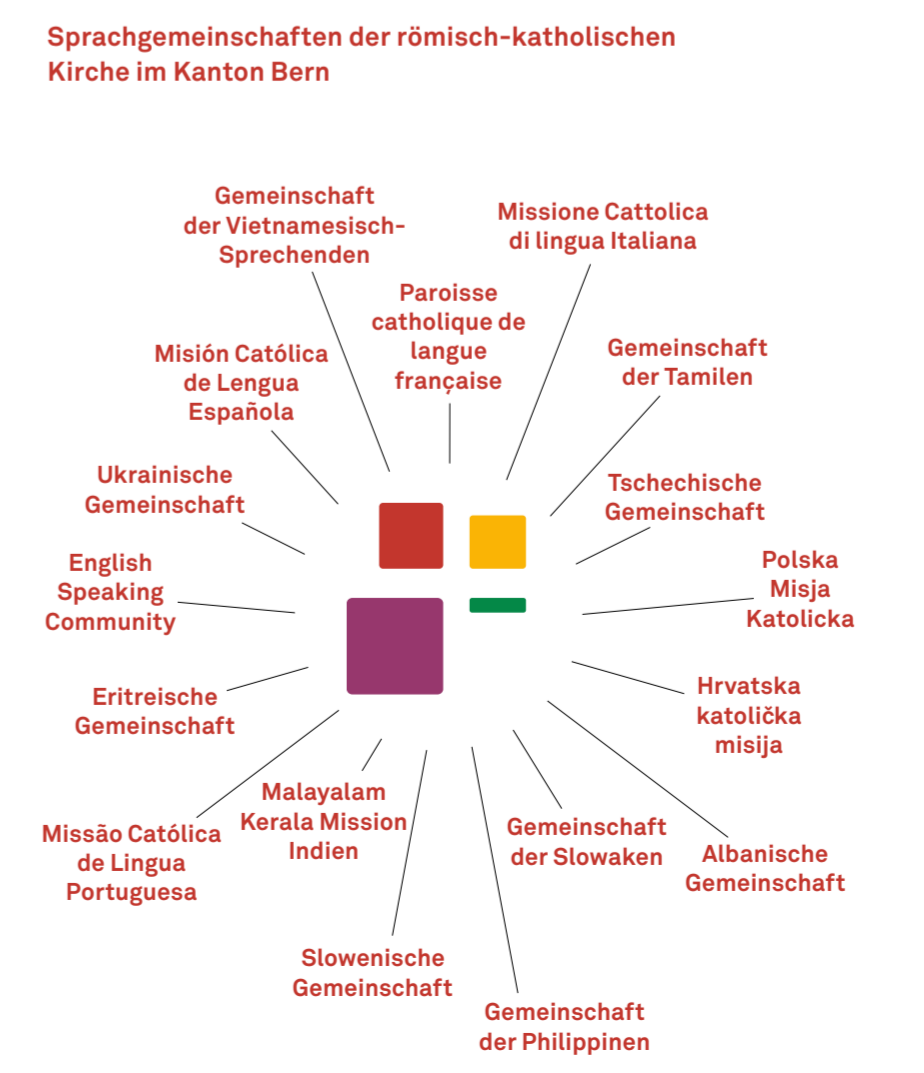 Sprachgemeinschaften der römisch-katholischen
Kirche im Kanton Bern
Gemeinschaft
der Vietnamesisch-
Sprechenden
Missione Cattolica
di lingua Italiana
Paroisse
catholique de
langue
française
Misión Católica
de Lengua
Española
Gemeinschaft
der Tamilen
Ukrainische
Gemeinschaft
Tschechische
Gemeinschaft
English
Speaking
Community
Polska
Misja
Katolicka
Eritreische
Gemeinschaft
Hrvatska
katolička
misija
Missão Católica
de Lingua
Portuguesa
Malayalam
Kerala Mission
Indien
Gemeinschaft
der Slowaken
Albanische
Gemeinschaft
Slowenische
Gemeinschaft
Gemeinschaft
der Philippinen